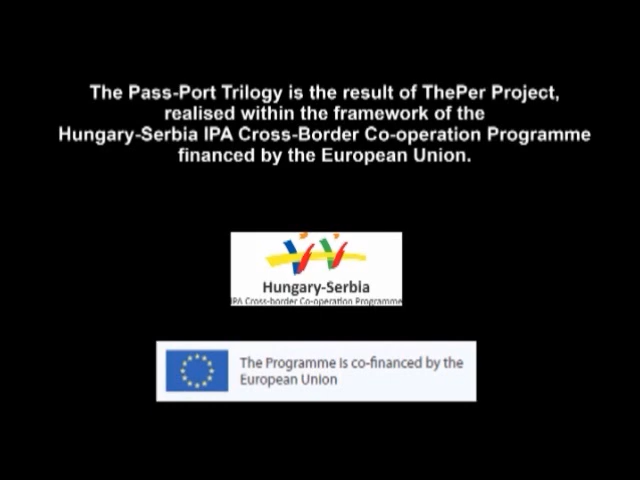 The Pass-Port Trilogy is the result of ThePer Project,
realised within the framework of the
Hungary-Serbia IPA Cross-Border Co-operation Programme
financed by the European Union.
Hungary-Serbia
IPA Cross-border Co-operation Programme
The Programme is co-financed by the
European Union